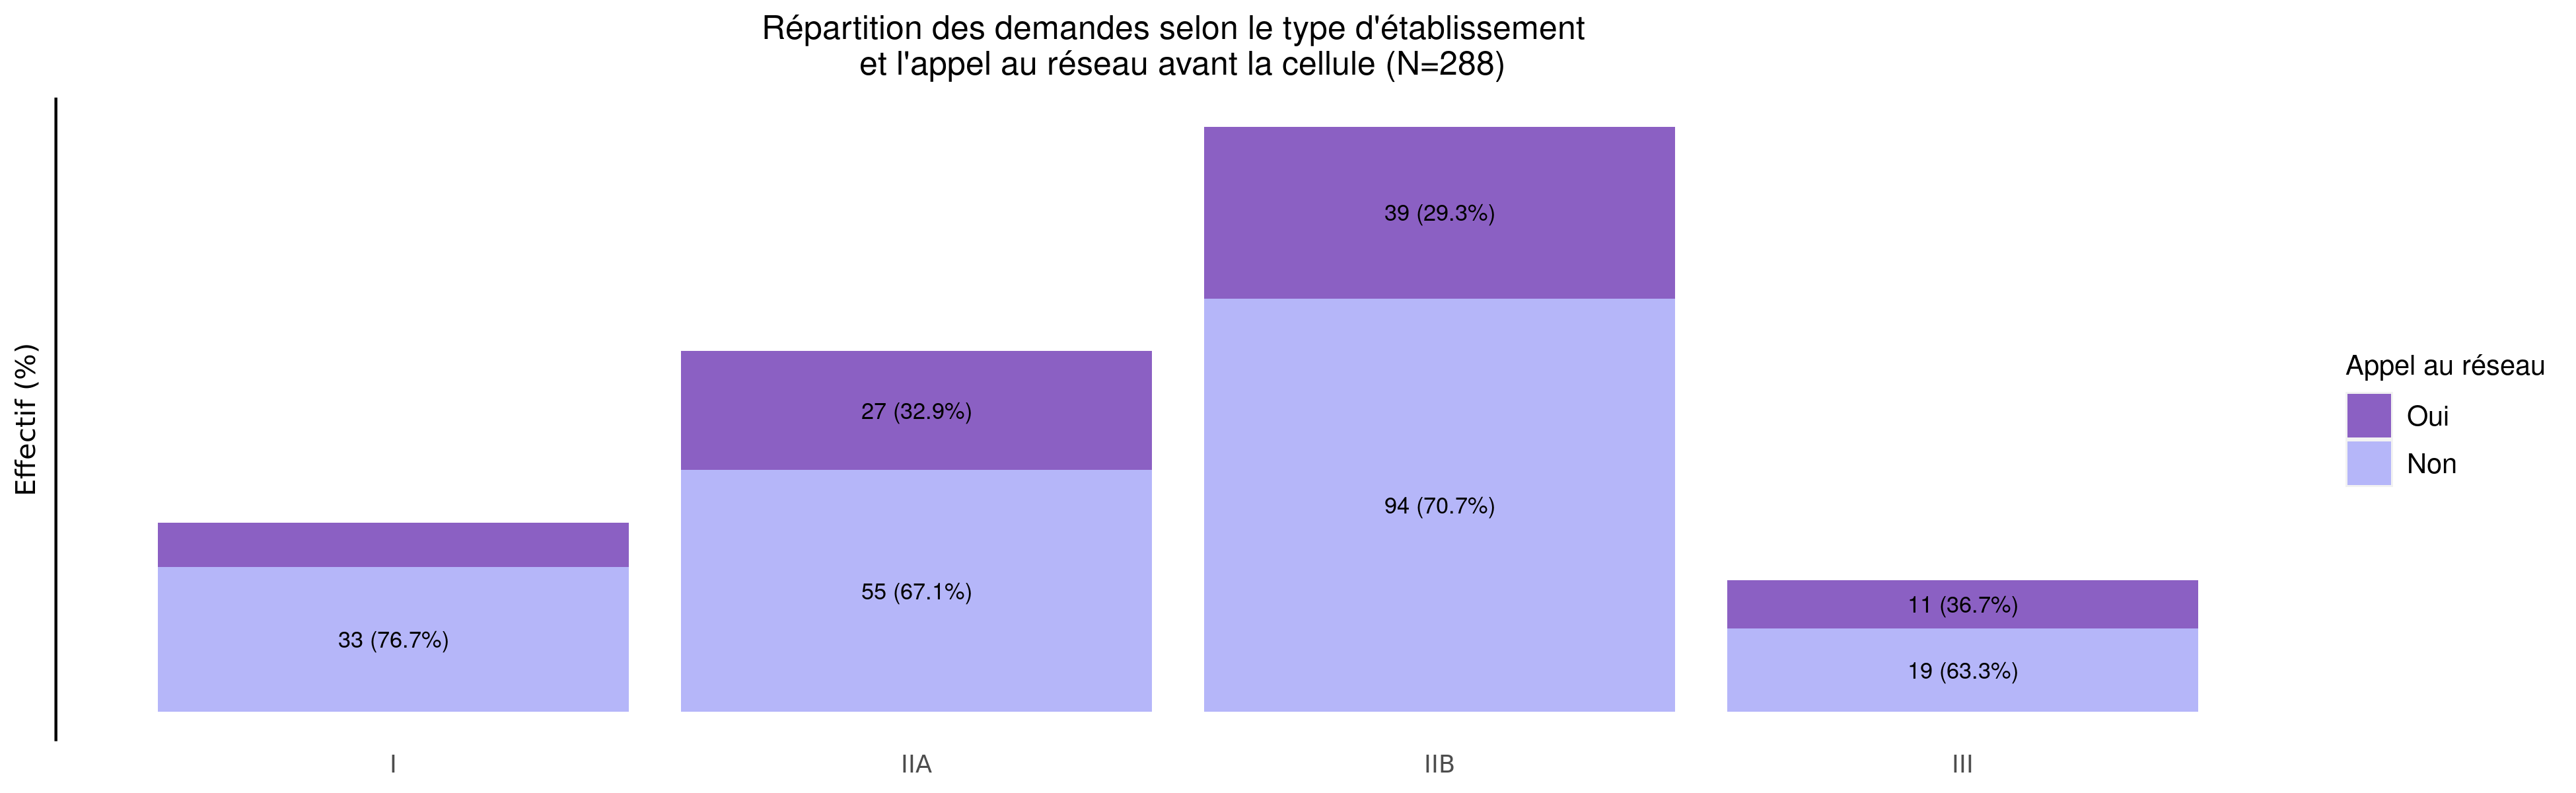 Répartition des demandes selon le type d'établissement
et l'appel au réseau avant la cellule (N=288)
Effectif (%)
39 (29.3%)
27 (32.9%)
94 (70.7%)
55 (67.1%)
33 (76.7%)
11 (36.7%)
19 (63.3%)
I
IIA
IIB
III
Appel au réseau
Oui
Non